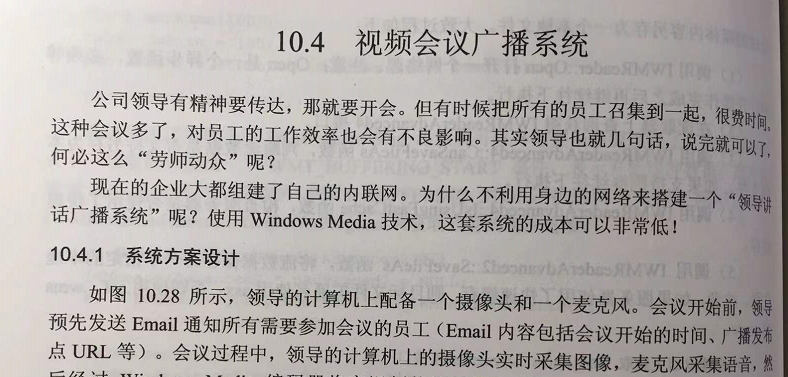 10.4 视频会议广播系统
公司领导有精神要传达，那就要开会。但有时候把所有的员工召集到一起，很费时间。
这种会议多了，对员工的工作效率也会有不良影响。其实领导也就几句话，说完就可以了，
何必这么“劳师动众”呢？
现在的企业大都组建了自己的内联网。为什么不利用身边的网络来搭建一个“领导讲
话广播系统”呢？使用 Windows Media 技术，这套系统的成本可以非常低！
10.4.1 系统方案设计
如图 10.28 所示，领导的计算机上配备一个摄像头和一个麦克风。会议开始前，领导
预先发送 Email 通知所有需要参加会议的员工（Email 内容包括会议开始的时间、广播发布
点 URL 等）。会议过程中，领导的计算机上的摄像头实时采集图像，麦克风采集语音，然
后经过 Windows Media 编码器